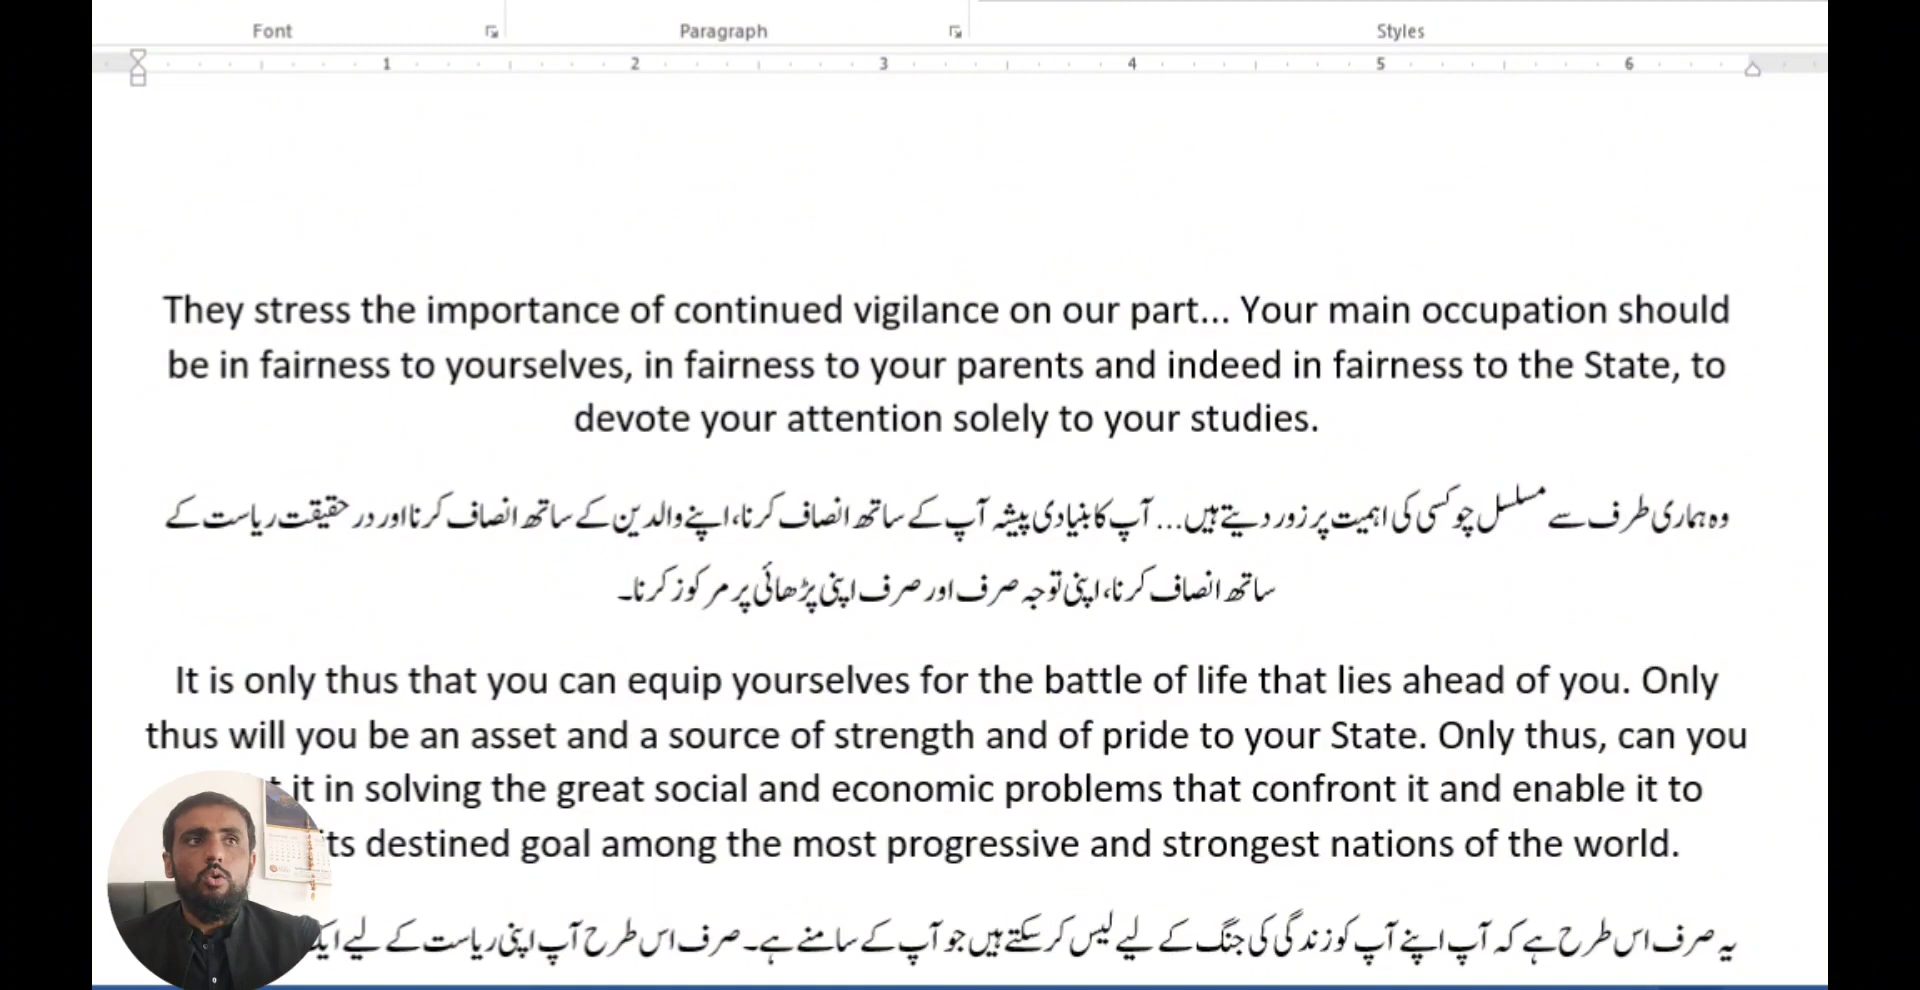 Font Paragraph Styles
1 2 3 4 5 6
They stress the importance of continued vigilance on our part... Your main occupation should
be in fairness to yourselves, in fairness to your parents and indeed in fairness to the State, to
devote your attention solely to your studies.
وہ ہماری طرف سے مسلسل چوکسی کی اہمیت پر زور دیتے ہیں... آپ کا بنیادی پیشہ آپ کے ساتھ انصاف کرنا، اپنے والدین کے ساتھ انصاف کرنا اور در حقیقت ریاست کے
ساتھ انصاف کرنا، اپنی توجہ صرف اور صرف اپنی پڑھائی پر مرکوز کرنا۔
It is only thus that you can equip yourselves for the battle of life that lies ahead of you. Only
thus will you be an asset and a source of strength and of pride to your State. Only thus, can you
it in solving the great social and economic problems that confront it and enable it to
its destined goal among the most progressive and strongest nations of the world.
یہ صرف اس طرح ہے کہ آپ اپنے آپ کو زندگی کی جنگ کے لیے لیس کر سکتے ہیں جو آپ کے سامنے ہے۔ صرف اس طرح آپ اپنی ریاست کے لیے ایک